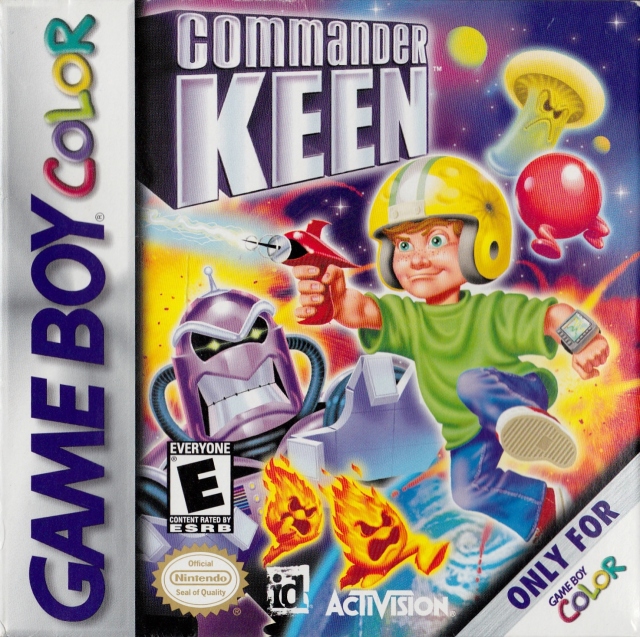 GAME BOY COLOR
®
COMMANDER
KEEN
™
EVERYONE
E
®
CONTENT RATED BY
ESRB
Official
Nintendo
Seal of Quality
®
id
ACTIVISION®
ONLY FOR
GAME BOY
COLOR